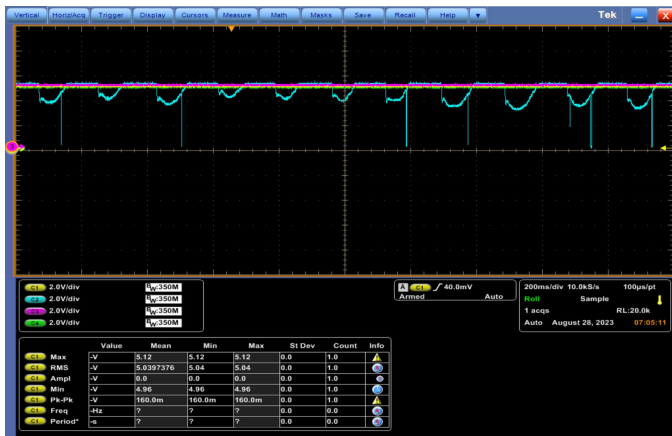 Vertical Horiz/Acq Trigger Display Cursors Measure Math Masks Save Recall Help Tek X
C1 2.0V/div BW:350M
C2 2.0V/div BW:350M
C3 2.0V/div BW:350M
C4 2.0V/div BW:350M
A C1 40.0mV
Armed Auto
200ms/div 10.0kS/s 100µs/pt
Roll Sample
1 acqs RL:20.0k
Auto August 28, 2023 07:05:11
Value Mean Min Max St Dev Count Info
C1 Max -V 5.12 5.12 5.12 0.0 1.0
C1 RMS -V 5.0397376 5.04 5.04 0.0 1.0
C1 Ampl -V 0.0 0.0 0.0 0.0 1.0
C1 Min -V 4.96 4.96 4.96 0.0 1.0
C1 Pk-Pk -V 160.0m 160.0m 160.0m 0.0 1.0
C1 Freq -Hz ? ? ? 0.0 0.0
C1 Period* -s ? ? ? 0.0 0.0